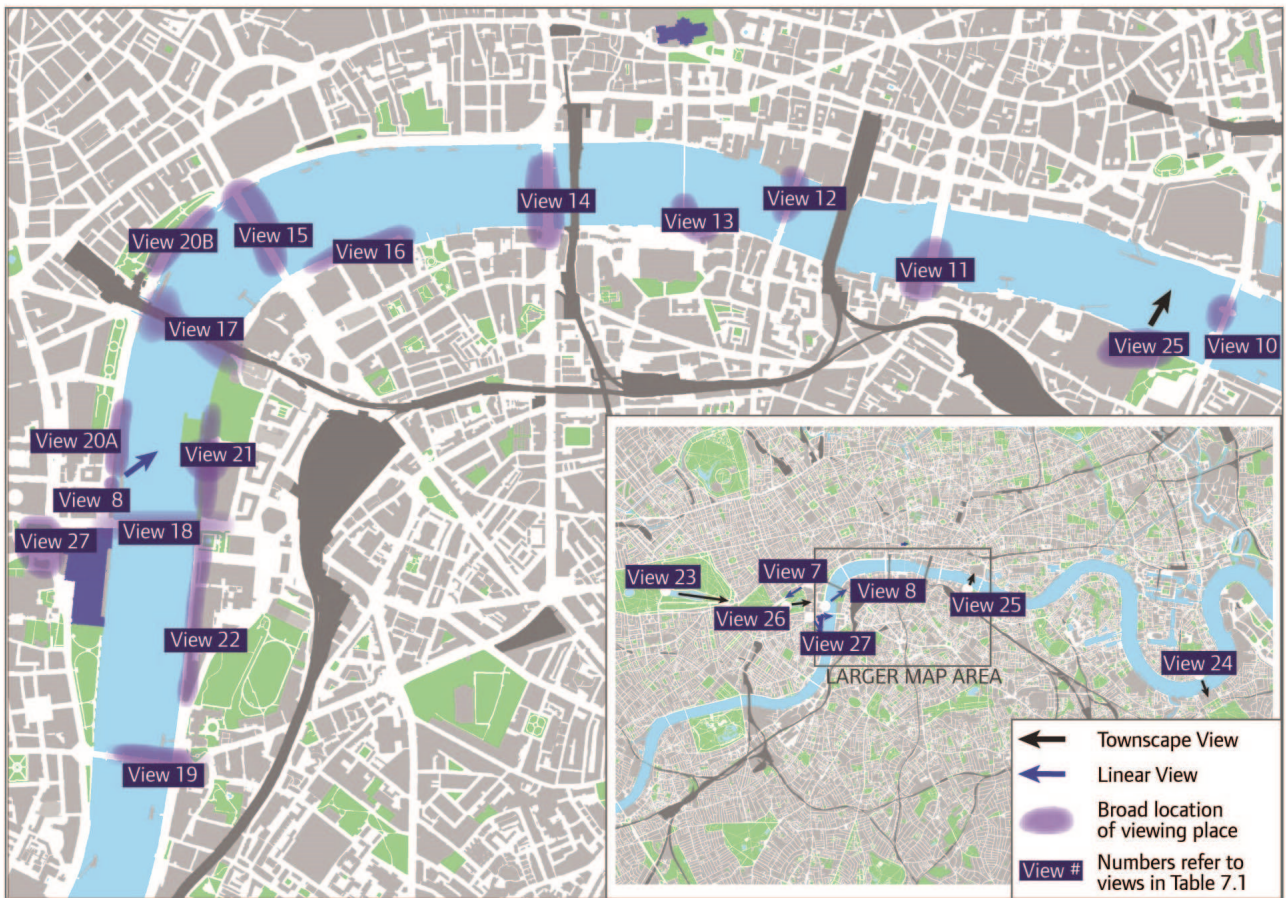 View 14
View 12
View 13
View 15
View 20B
View 16
View 11
View 17
View 25
View 10
View 20A
View 21
View 8
View 18
View 27
View 22
View 19
View 23
View 7
View 8
View 26
View 25
View 27
View 24
LARGER MAP AREA
Townscape View
Linear View
Broad location
of viewing place
View #
Numbers refer to
views in Table 7.1